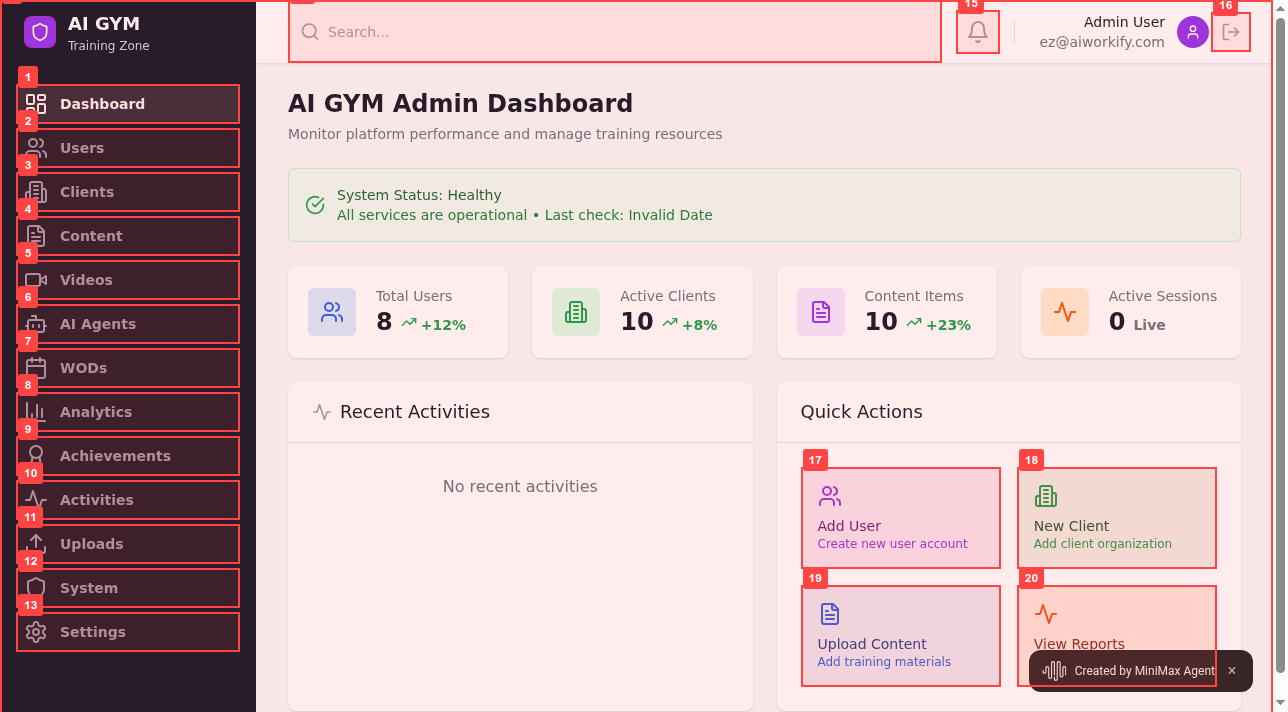 AI GYM
Training Zone
1
Dashboard
2
Users
3
Clients
4
Content
5
Videos
6
AI Agents
7
WODs
8
Analytics
9
Achievements
10
Activities
11
Uploads
12
System
13
Settings
Search...
15
Admin User
ez@aiworkify.com
16
AI GYM Admin Dashboard
Monitor platform performance and manage training resources
System Status: Healthy
All services are operational • Last check: Invalid Date
Total Users
8 +12%
Active Clients
10 +8%
Content Items
10 +23%
Active Sessions
0 Live
Recent Activities
No recent activities
Quick Actions
17
Add User
Create new user account
18
New Client
Add client organization
19
Upload Content
Add training materials
20
View Reports
Created by MiniMax Agent ×